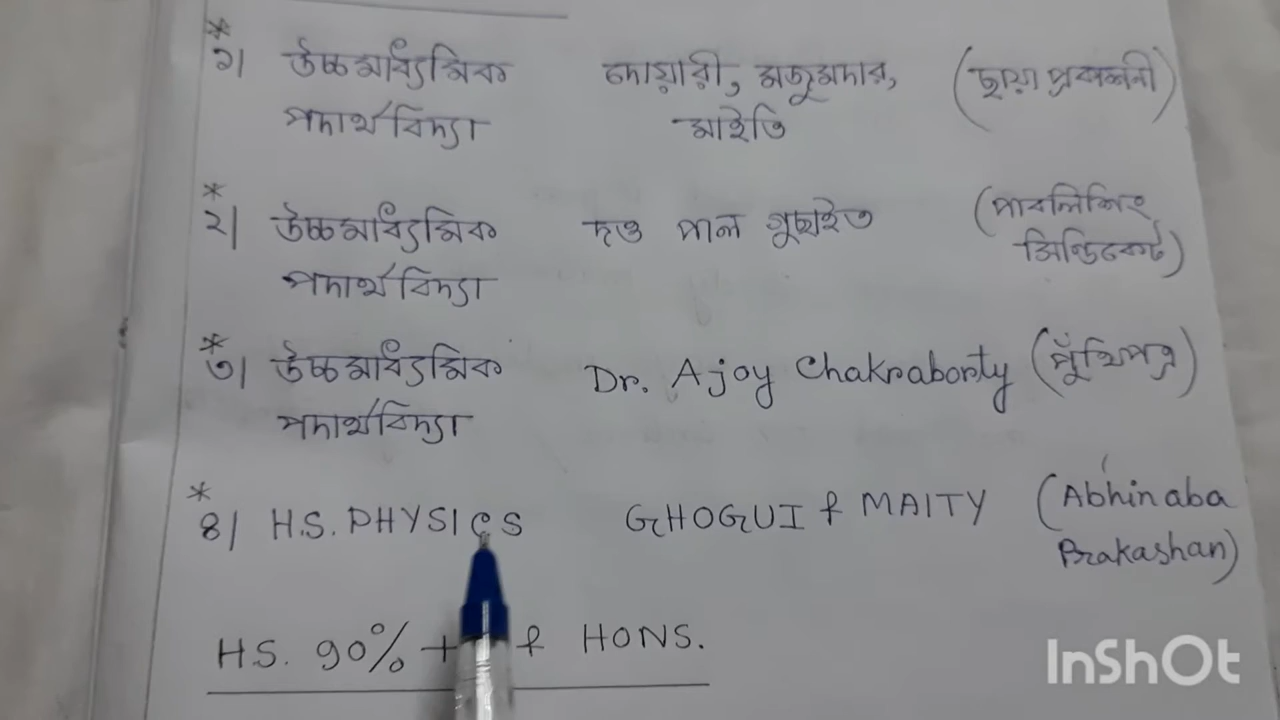 * ১। উচ্চমাধ্যমিক দোয়ারী, মজুমদার, (ছায়া প্রকাশনী)
পদার্থবিদ্যা মাইতি
* ২। উচ্চমাধ্যমিক দত্ত পাল গুছাইত (পাবলিশিং
পদার্থবিদ্যা সিন্ডিকেট)
* ৩। উচ্চমাধ্যমিক Dr. Ajoy Chakraborty (পুঁথিপত্র)
পদার্থবিদ্যা
* ৪। H.S. PHYSICS GHOGUI & MAITY (Abhinaba
Prakashan)
H.S. 90% + & HONS.
InShOt